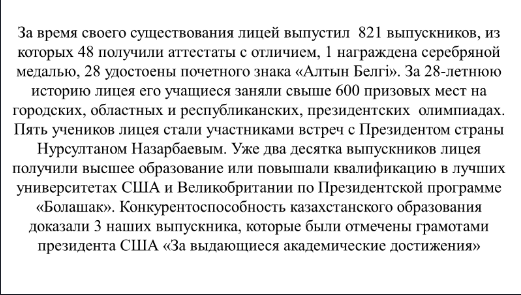 За время своего существования лицей выпустил 821 выпускников, из
которых 48 получили аттестаты с отличием, 1 награждена серебряной
медалью, 28 удостоены почетного знака «Алтын Белгі». За 28-летнюю
историю лицея его учащиеся заняли свыше 600 призовых мест на
городских, областных и республиканских, президентских олимпиадах.
Пять учеников лицея стали участниками встреч с Президентом страны
Нурсултаном Назарбаевым. Уже два десятка выпускников лицея
получили высшее образование или повышали квалификацию в лучших
университетах США и Великобритании по Президентской программе
«Болашак». Конкурентоспособность казахстанского образования
доказали 3 наших выпускника, которые были отмечены грамотами
президента США «За выдающиеся академические достижения»